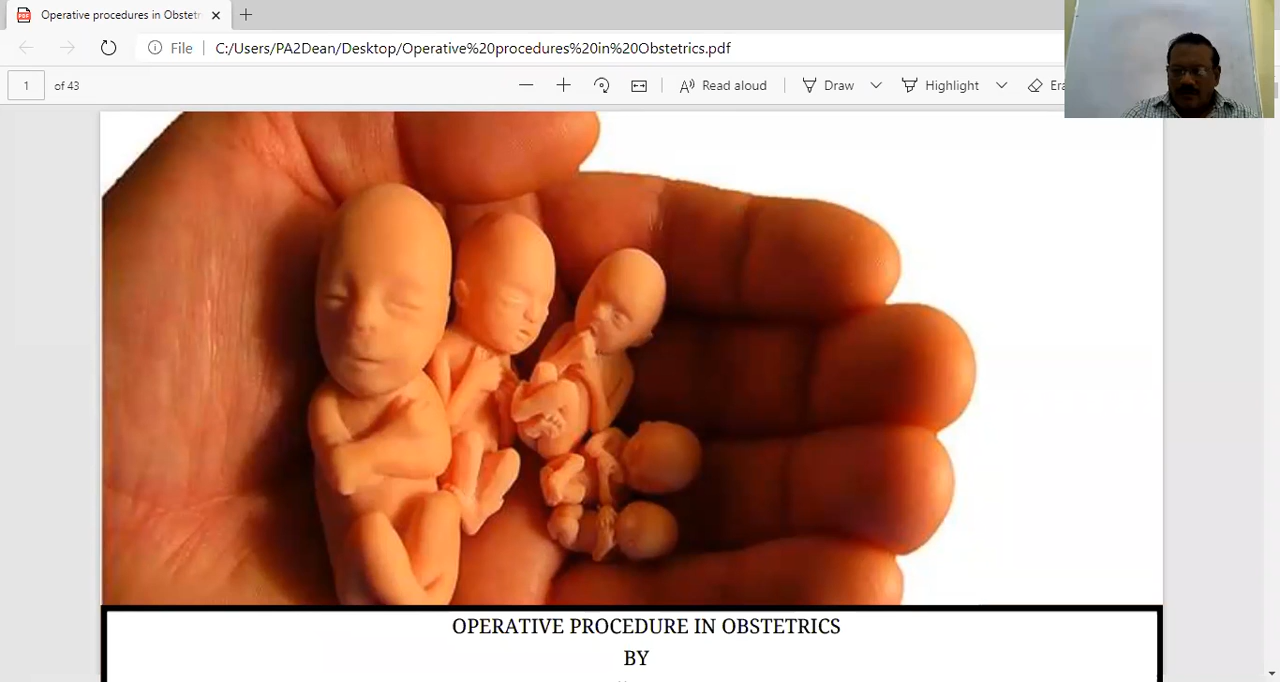 Operative procedures in Obstetr
File
C:/Users/PA2Dean/Desktop/Operative%20procedures%20in%20Obstetrics.pdf
1 of 43
Read aloud
Draw
Highlight
Era
OPERATIVE PROCEDURE IN OBSTETRICS
BY